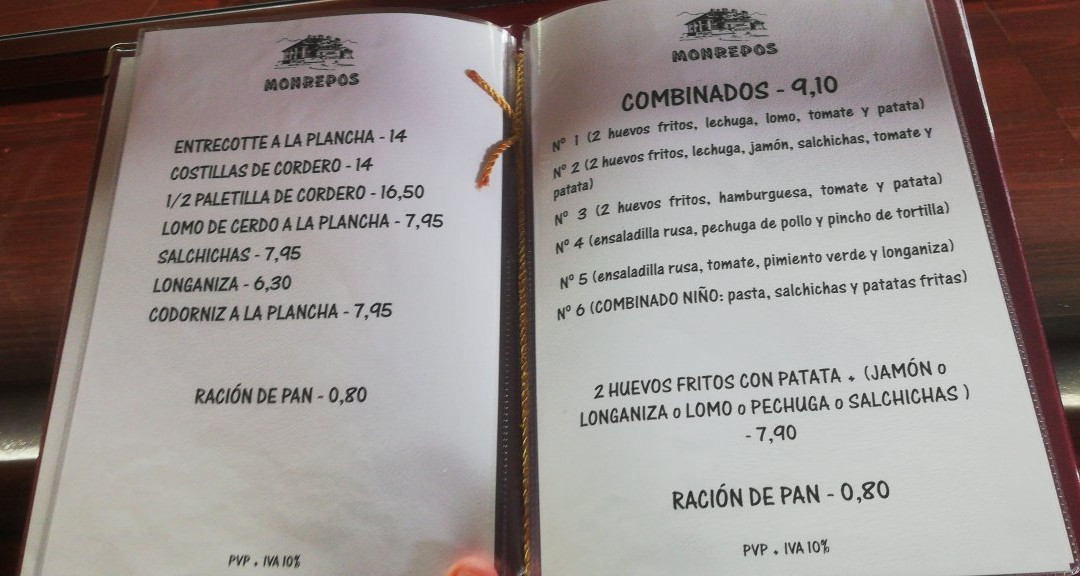 MONREPOS
ENTRECOTTE A LA PLANCHA - 14
COSTILLAS DE CORDERO - 14
1/2 PALETILLA DE CORDERO - 16,50
LOMO DE CERDO A LA PLANCHA - 7,95
SALCHICHAS - 7,95
LONGANIZA - 6,30
CODORNIZ A LA PLANCHA - 7,95
RACIÓN DE PAN - 0,80
PVP + IVA 10%
MONREPOS
COMBINADOS - 9,10
Nº 1 (2 huevos fritos, lechuga, lomo, tomate y patata)
Nº 2 (2 huevos fritos, lechuga, jamón, salchichas, tomate y
patata)
Nº 3 (2 huevos fritos, hamburguesa, tomate y patata)
Nº 4 (ensaladilla rusa, pechuga de pollo y pincho de tortilla)
Nº 5 (ensaladilla rusa, tomate, pimiento verde y longaniza)
Nº 6 (COMBINADO NIÑO: pasta, salchichas y patatas fritas)
2 HUEVOS FRITOS CON PATATA + (JAMÓN o
LONGANIZA o LOMO o PECHUGA o SALCHICHAS )
- 7,90
RACIÓN DE PAN - 0,80
PVP + IVA 10%